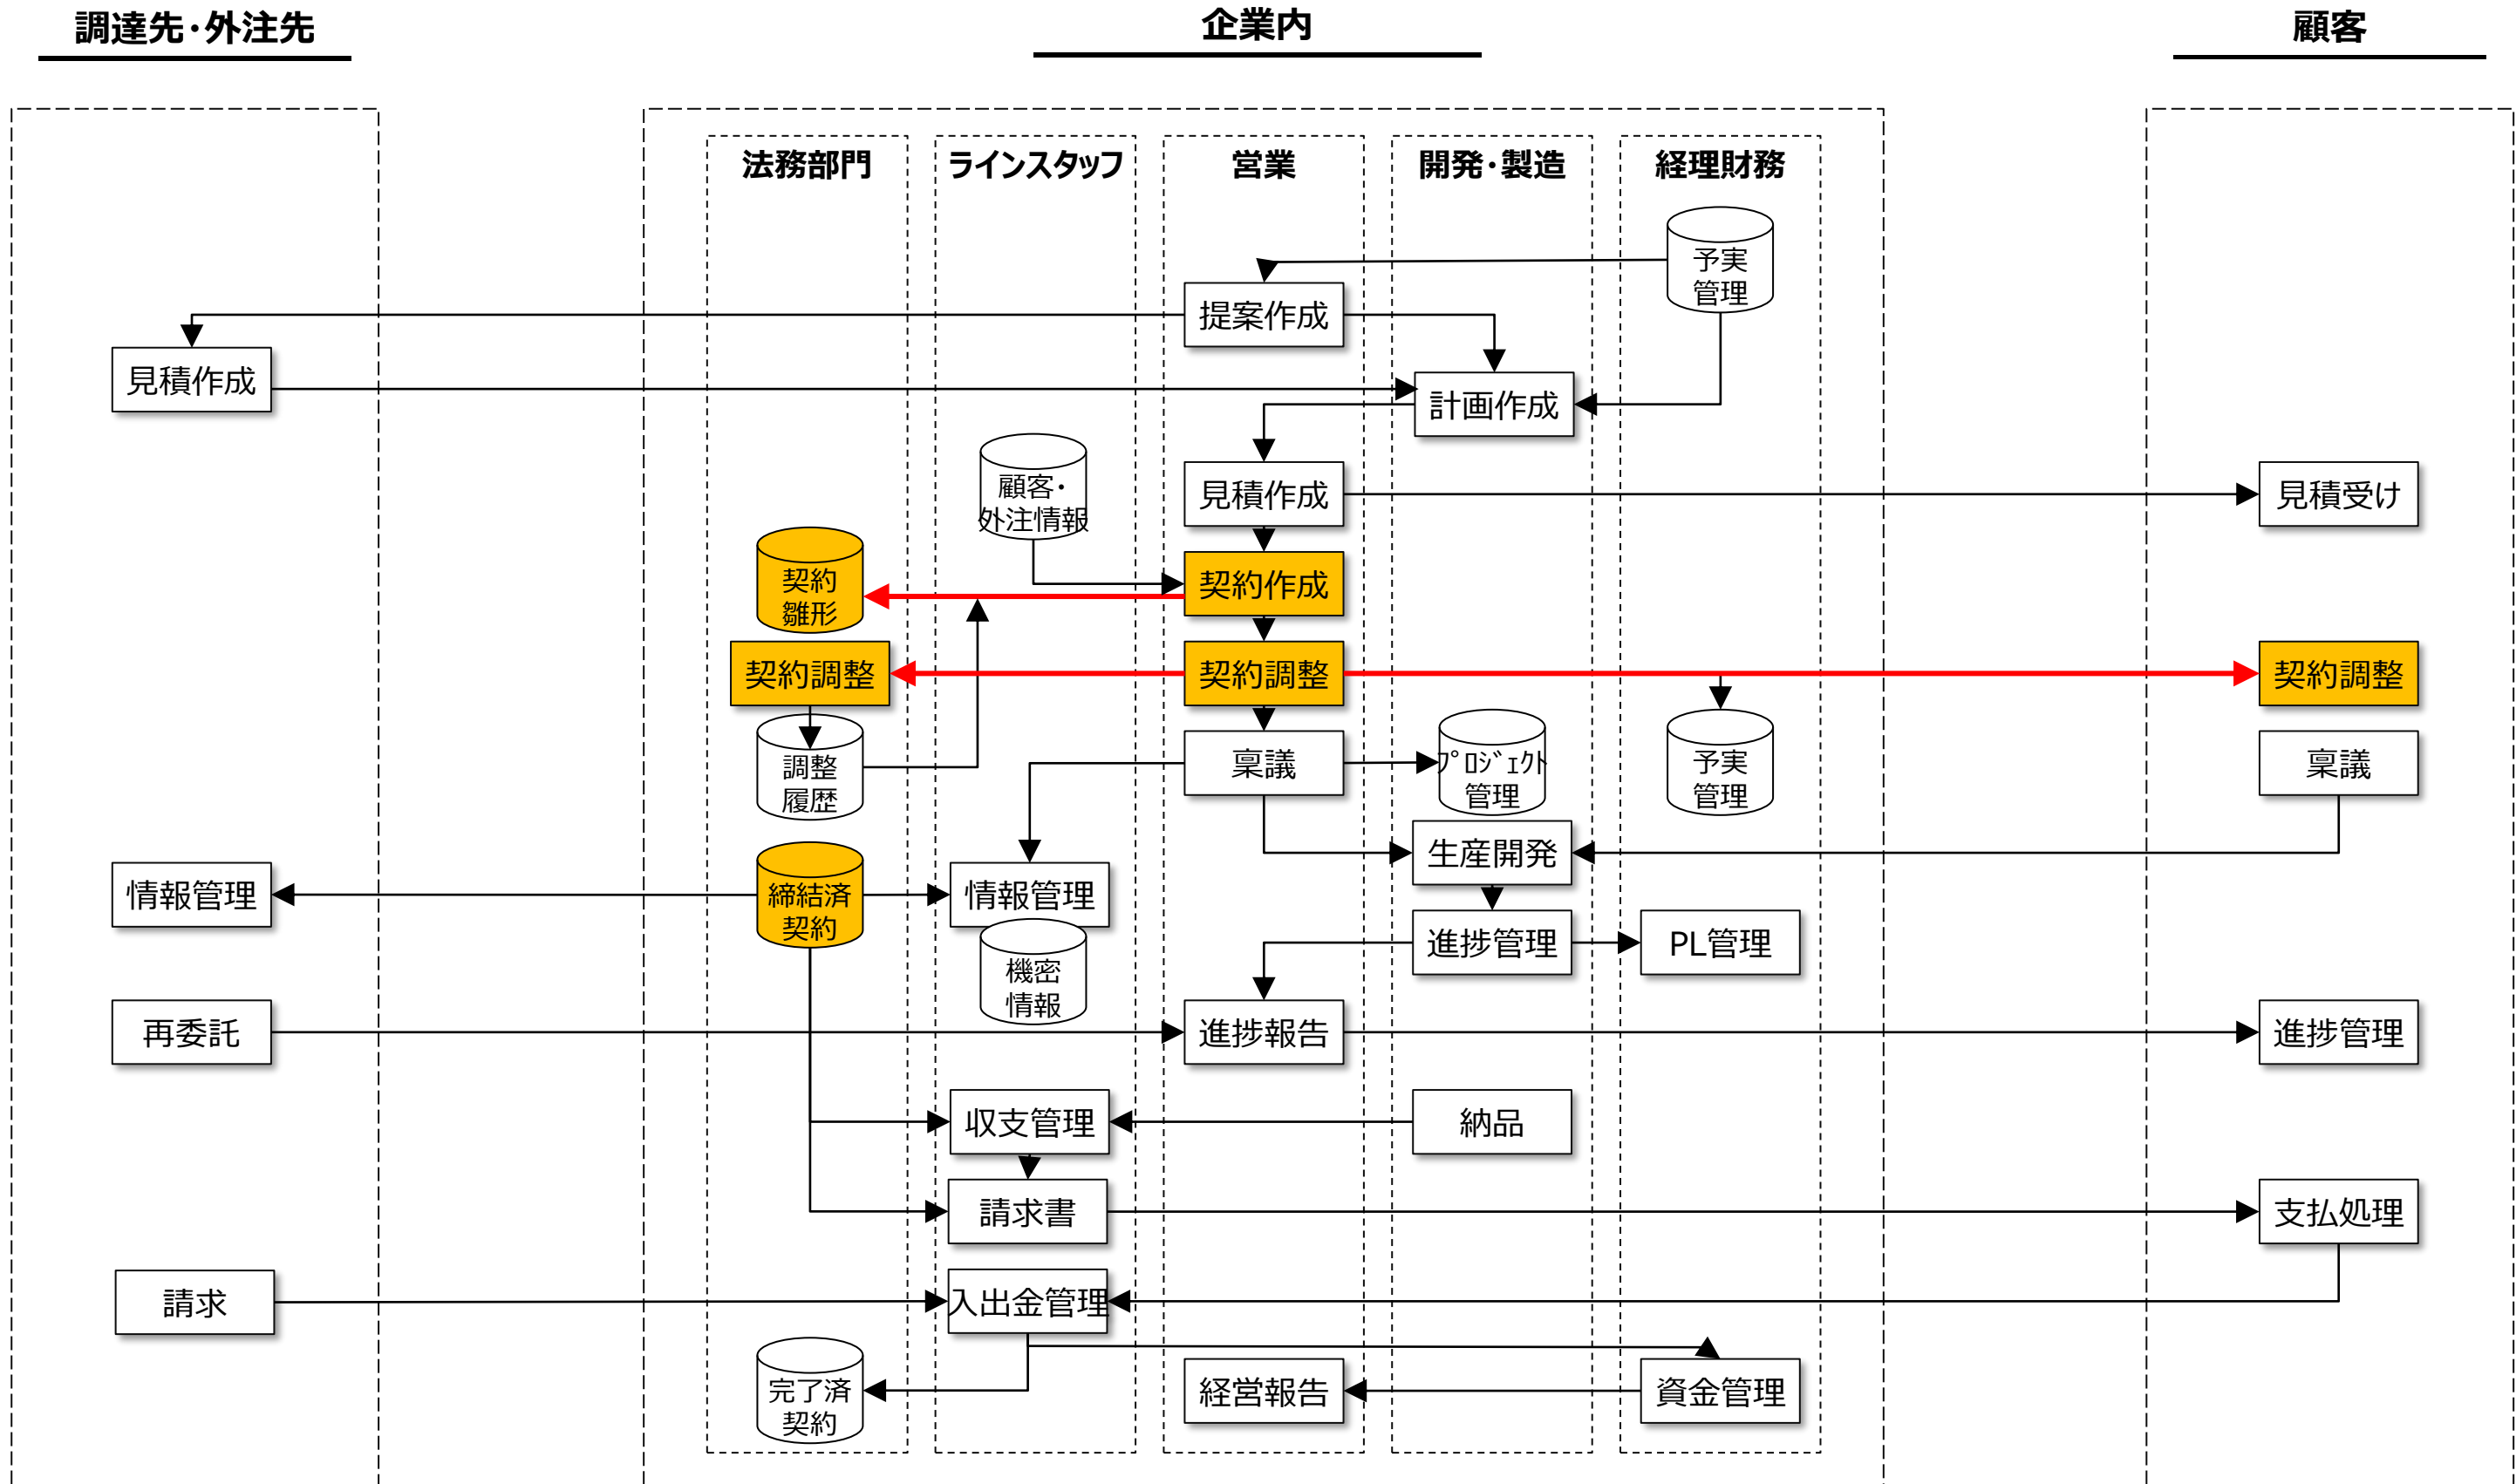 調達先・外注先
企業内
顧客
法務部門
ラインスタッフ
営業
開発・製造
経理財務
予実
管理
提案作成
見積作成
計画作成
顧客・
外注情報
見積作成
見積受け
契約
雛形
契約作成
契約調整
契約調整
契約調整
調整
履歴
稟議
ﾌﾟﾛｼﾞｪｸﾄ
管理
予実
管理
稟議
生産開発
情報管理
締結済
契約
情報管理
機密
情報
進捗管理
PL管理
再委託
進捗報告
進捗管理
収支管理
納品
請求書
支払処理
請求
入出金管理
完了済
契約
経営報告
資金管理